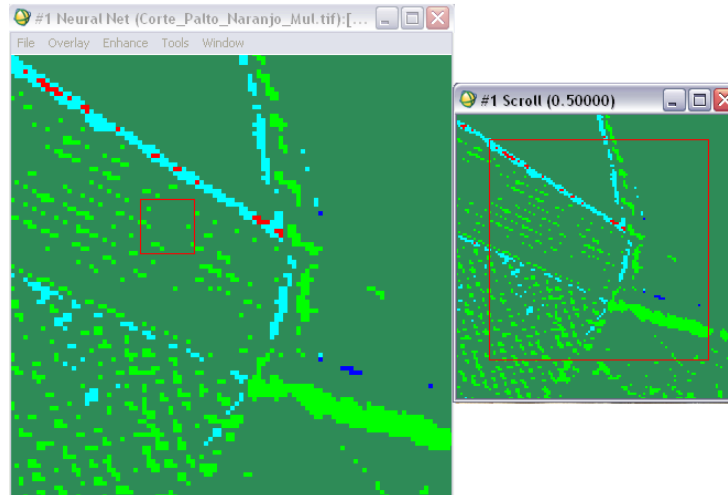 #1 Neural Net (Corte_Palto_Naranjo_Mul.tif):[...
File Overlay Enhance Tools Window
#1 Scroll (0.50000)